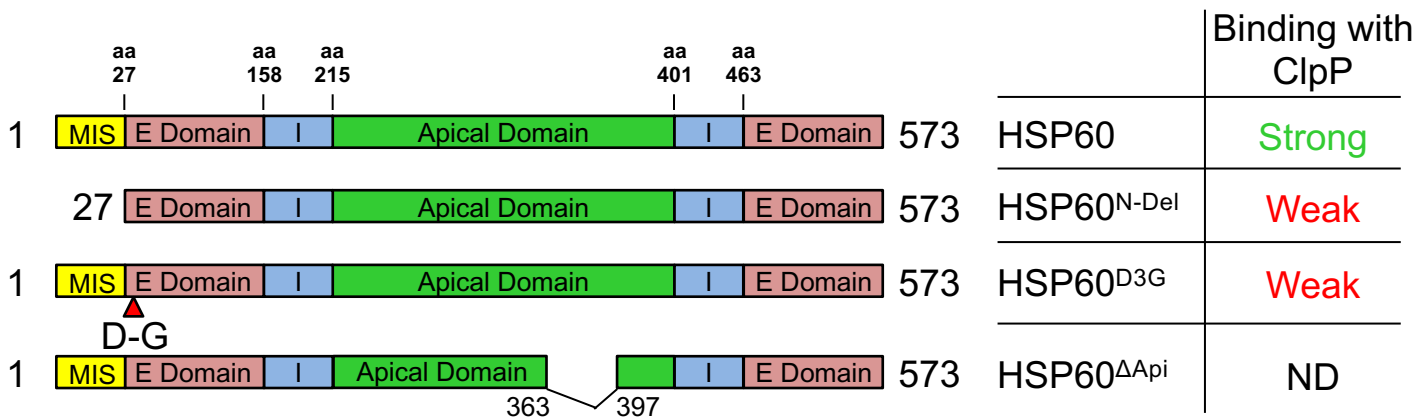 Binding with
ClpP
aa aa aa aa aa
27 158 215 401 463
1 MIS E Domain I Apical Domain I E Domain 573 HSP60 Strong
27 E Domain I Apical Domain I E Domain 573 HSP60N-Del Weak
1 MIS E Domain I Apical Domain I E Domain 573 HSP60D3G Weak
D-G
1 MIS E Domain I Apical Domain I E Domain 573 HSP60ΔApi ND
363 397